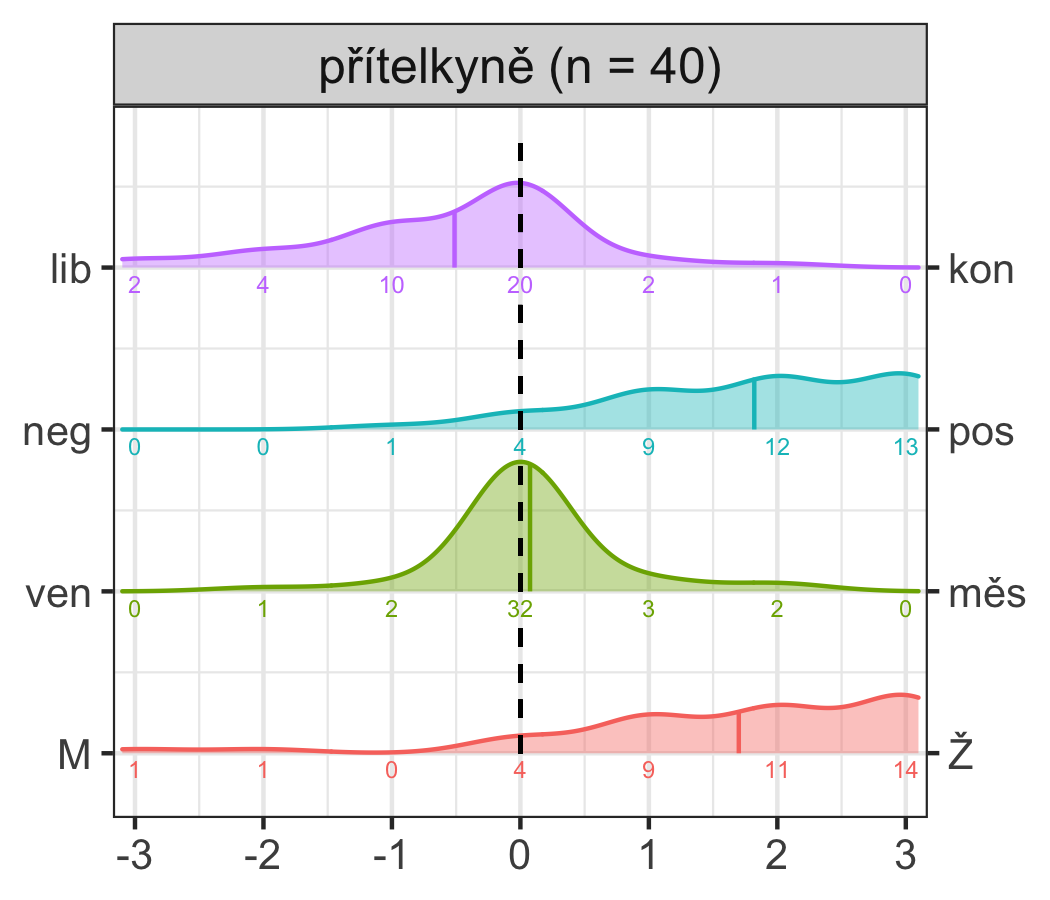 přítelkyně (n = 40)
lib kon
2 4 10 20 2 1 0
neg pos
0 0 1 4 9 12 13
ven měs
0 1 2 32 3 2 0
M Ž
1 1 0 4 9 11 14
-3 -2 -1 0 1 2 3